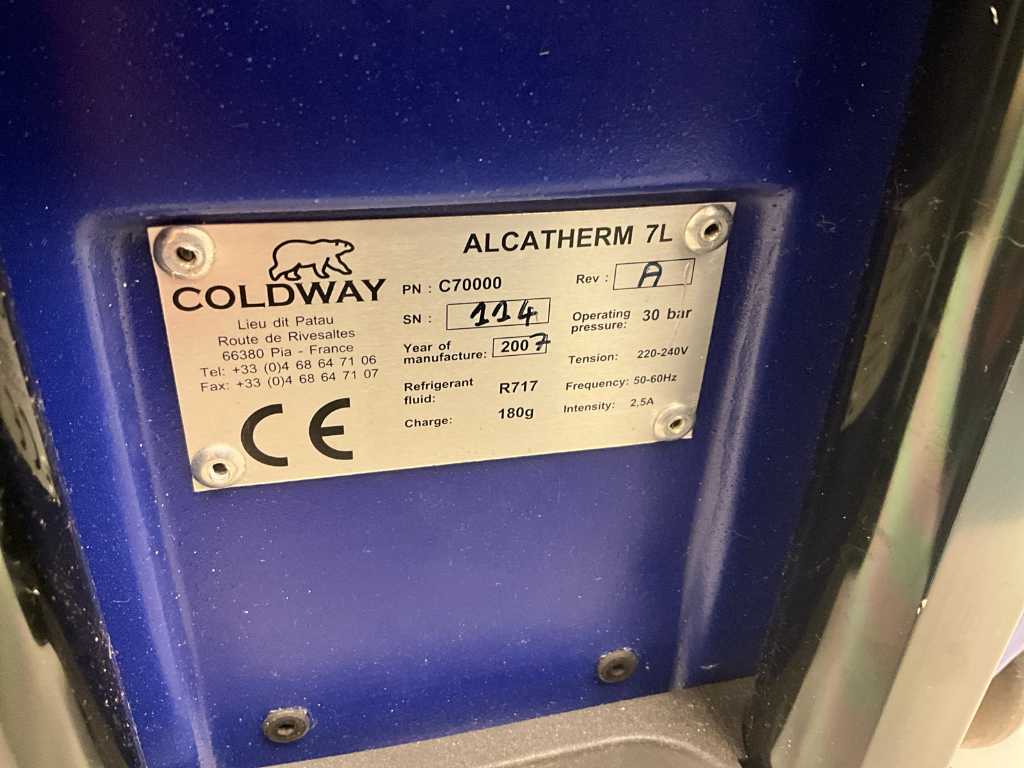 ALCATHERM 7L
COLDWAY
Lieu dit Patau
Route de Rivesaltes
66380 Pia - France
Tel: +33 (0)4 68 64 71 06
Fax: +33 (0)4 68 64 71 07
CE
PN : C70000
Rev : A
SN : 114
Operating pressure: 30 bar
Year of manufacture: 2007
Tension: 220-240V
Refrigerant fluid: R717
Frequency: 50-60Hz
Charge: 180g
Intensity: 2,5A